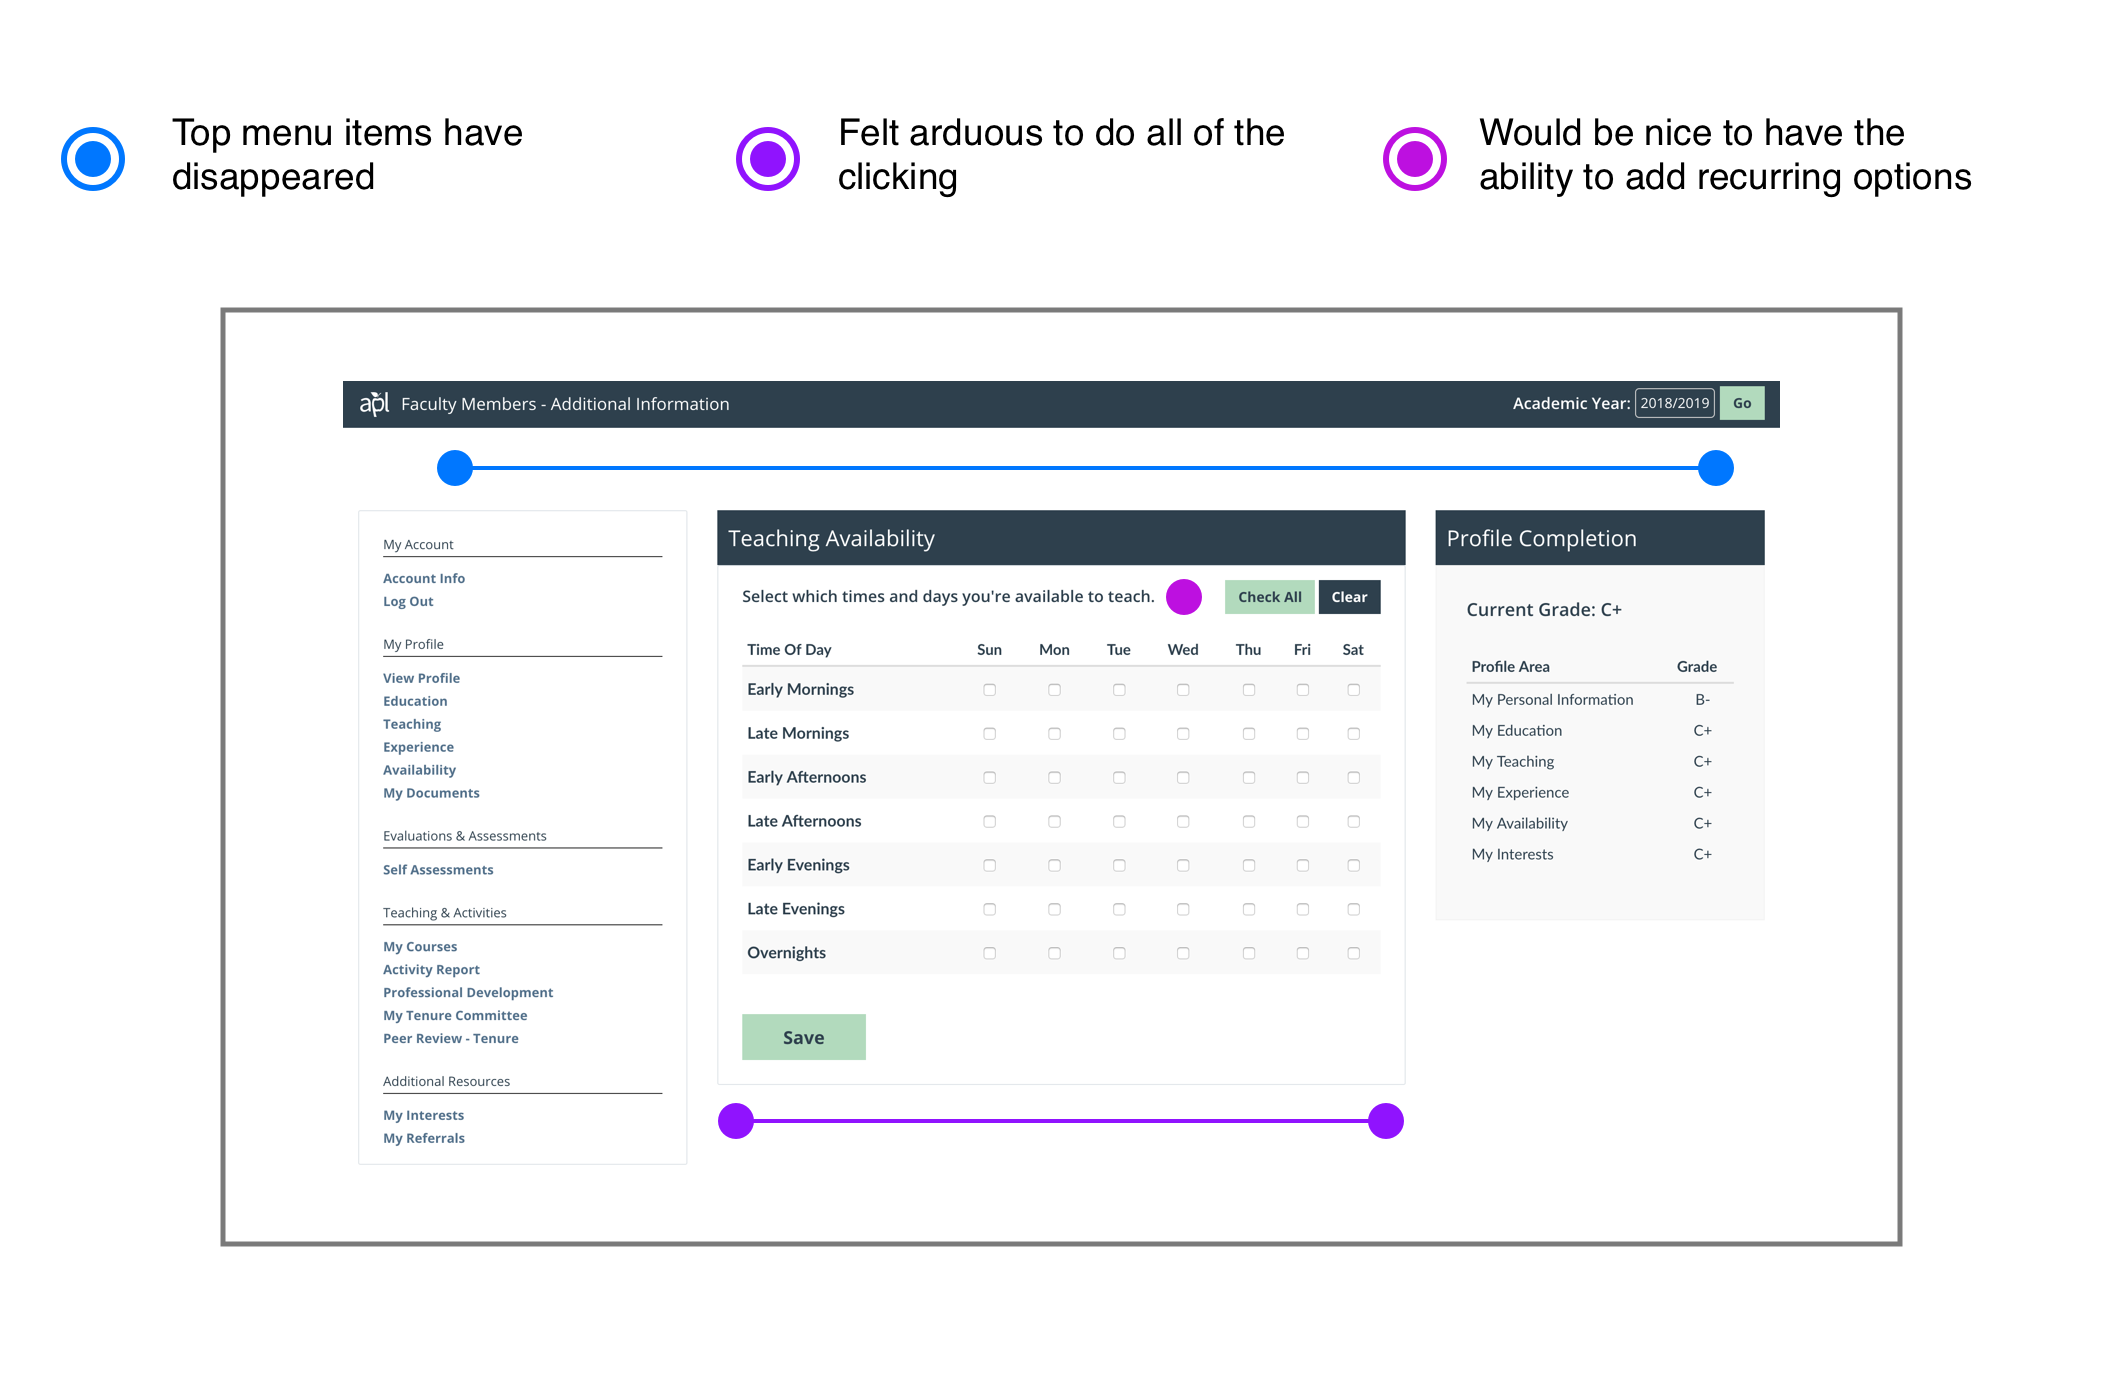 Top menu items have
disappeared
Felt arduous to do all of the
clicking
Would be nice to have the
ability to add recurring options
apl Faculty Members - Additional Information
Academic Year: 2018/2019 Go
My Account
Account Info
Log Out
My Profile
View Profile
Education
Teaching
Experience
Availability
My Documents
Evaluations & Assessments
Self Assessments
Teaching & Activities
My Courses
Activity Report
Professional Development
My Tenure Committee
Peer Review - Tenure
Additional Resources
My Interests
My Referrals
Teaching Availability
Select which times and days you're available to teach. Check All Clear
Time Of Day Sun Mon Tue Wed Thu Fri Sat
Early Mornings
Late Mornings
Early Afternoons
Late Afternoons
Early Evenings
Late Evenings
Overnights
Save
Profile Completion
Current Grade: C+
Profile Area Grade
My Personal Information B-
My Education C+
My Teaching C+
My Experience C+
My Availability C+
My Interests C+